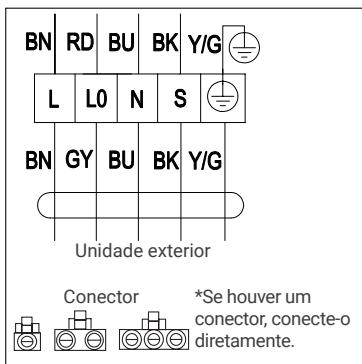 BN RD BU BK Y/G
L L0 N S
BN GY BU BK Y/G
Unidade exterior
Conector
*Se houver um
conector, conecte-o
diretamente.